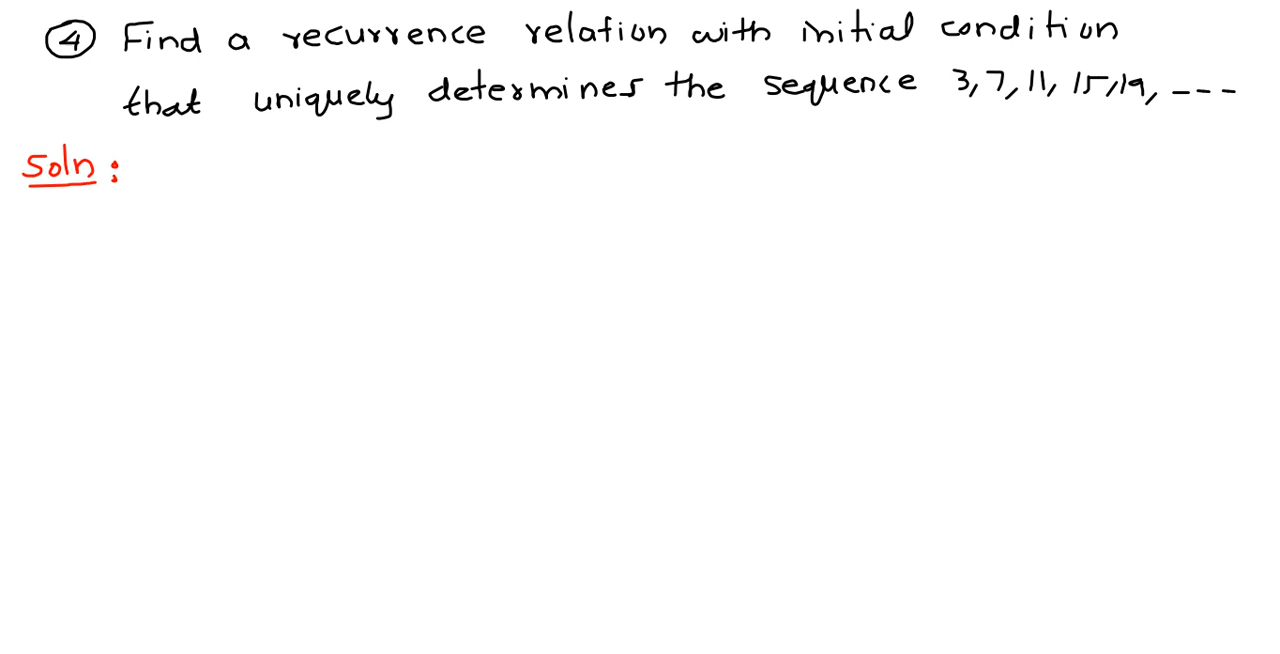 ④ Find a recurrence relation with initial condition
that uniquely determines the sequence 3, 7, 11, 15, 19, ---
Soln :